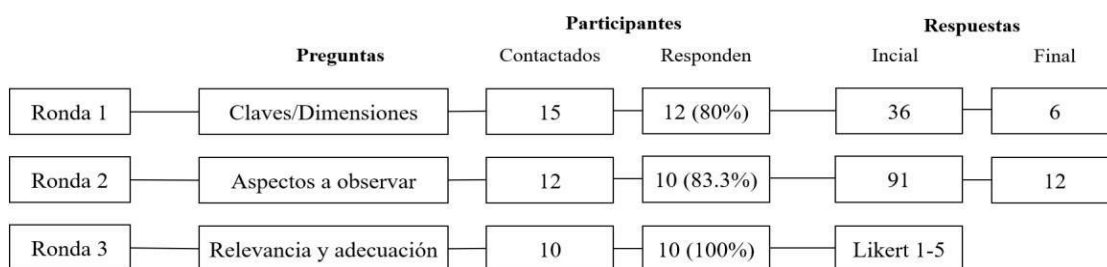 Participantes Respuestas
Preguntas Contactados Responden Incial Final
Ronda 1 Claves/Dimensiones 15 12 (80%) 36 6
Ronda 2 Aspectos a observar 12 10 (83.3%) 91 12
Ronda 3 Relevancia y adecuación 10 10 (100%) Likert 1-5